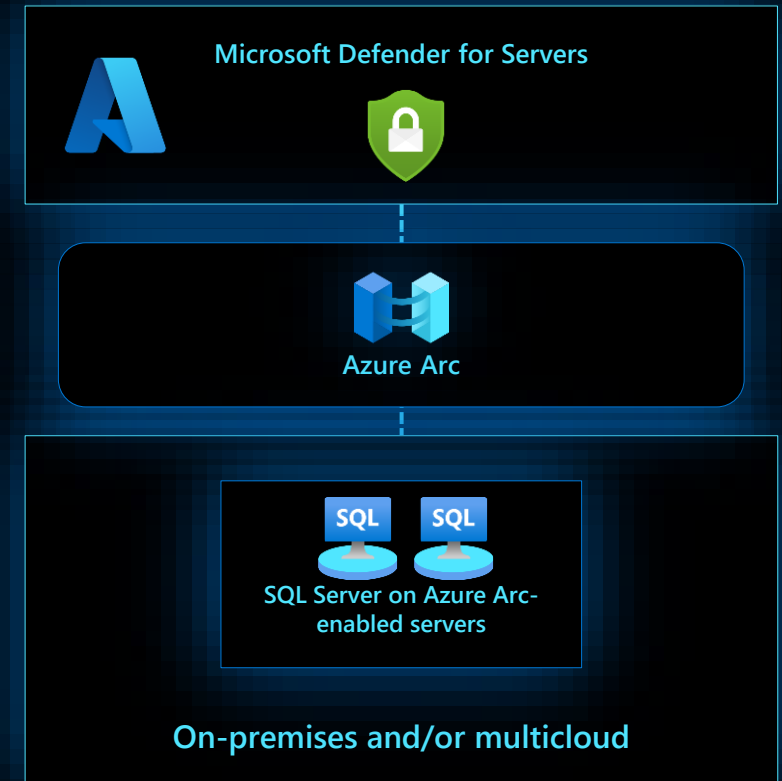 Microsoft Defender for Servers
Azure Arc
SQL SQL
SQL Server on Azure Arc-
enabled servers
On-premises and/or multicloud